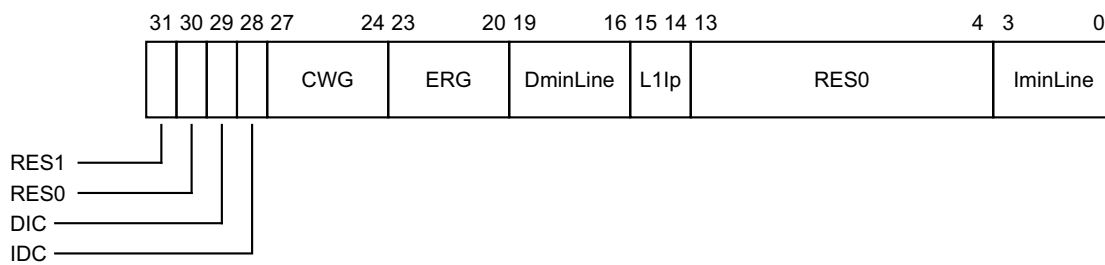 31 30 29 28 27 24 23 20 19 16 15 14 13 4 3 0
CWG ERG DminLine L1Ip RES0 IminLine
RES1
RES0
DIC
IDC